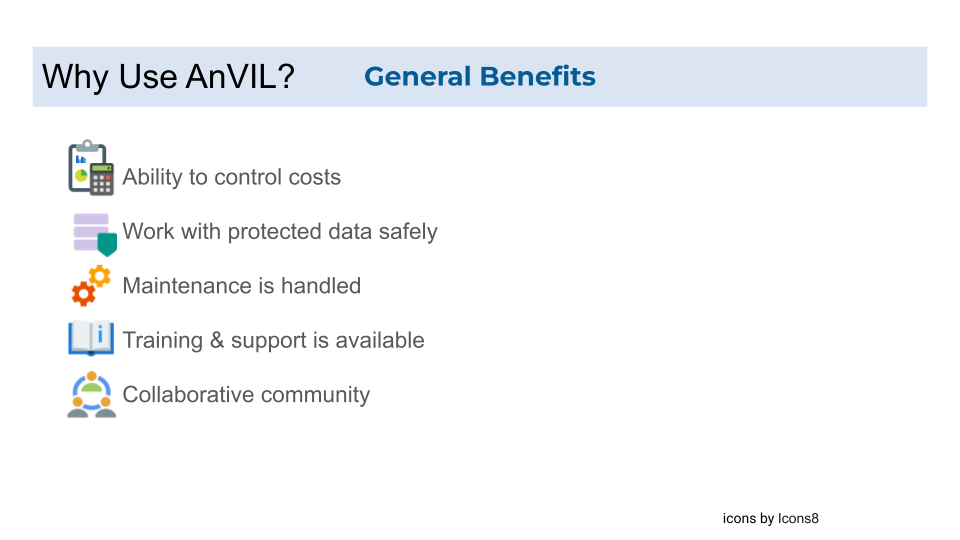 Why Use AnVIL? General Benefits
Ability to control costs
Work with protected data safely
Maintenance is handled
Training & support is available
Collaborative community
icons by Icons8